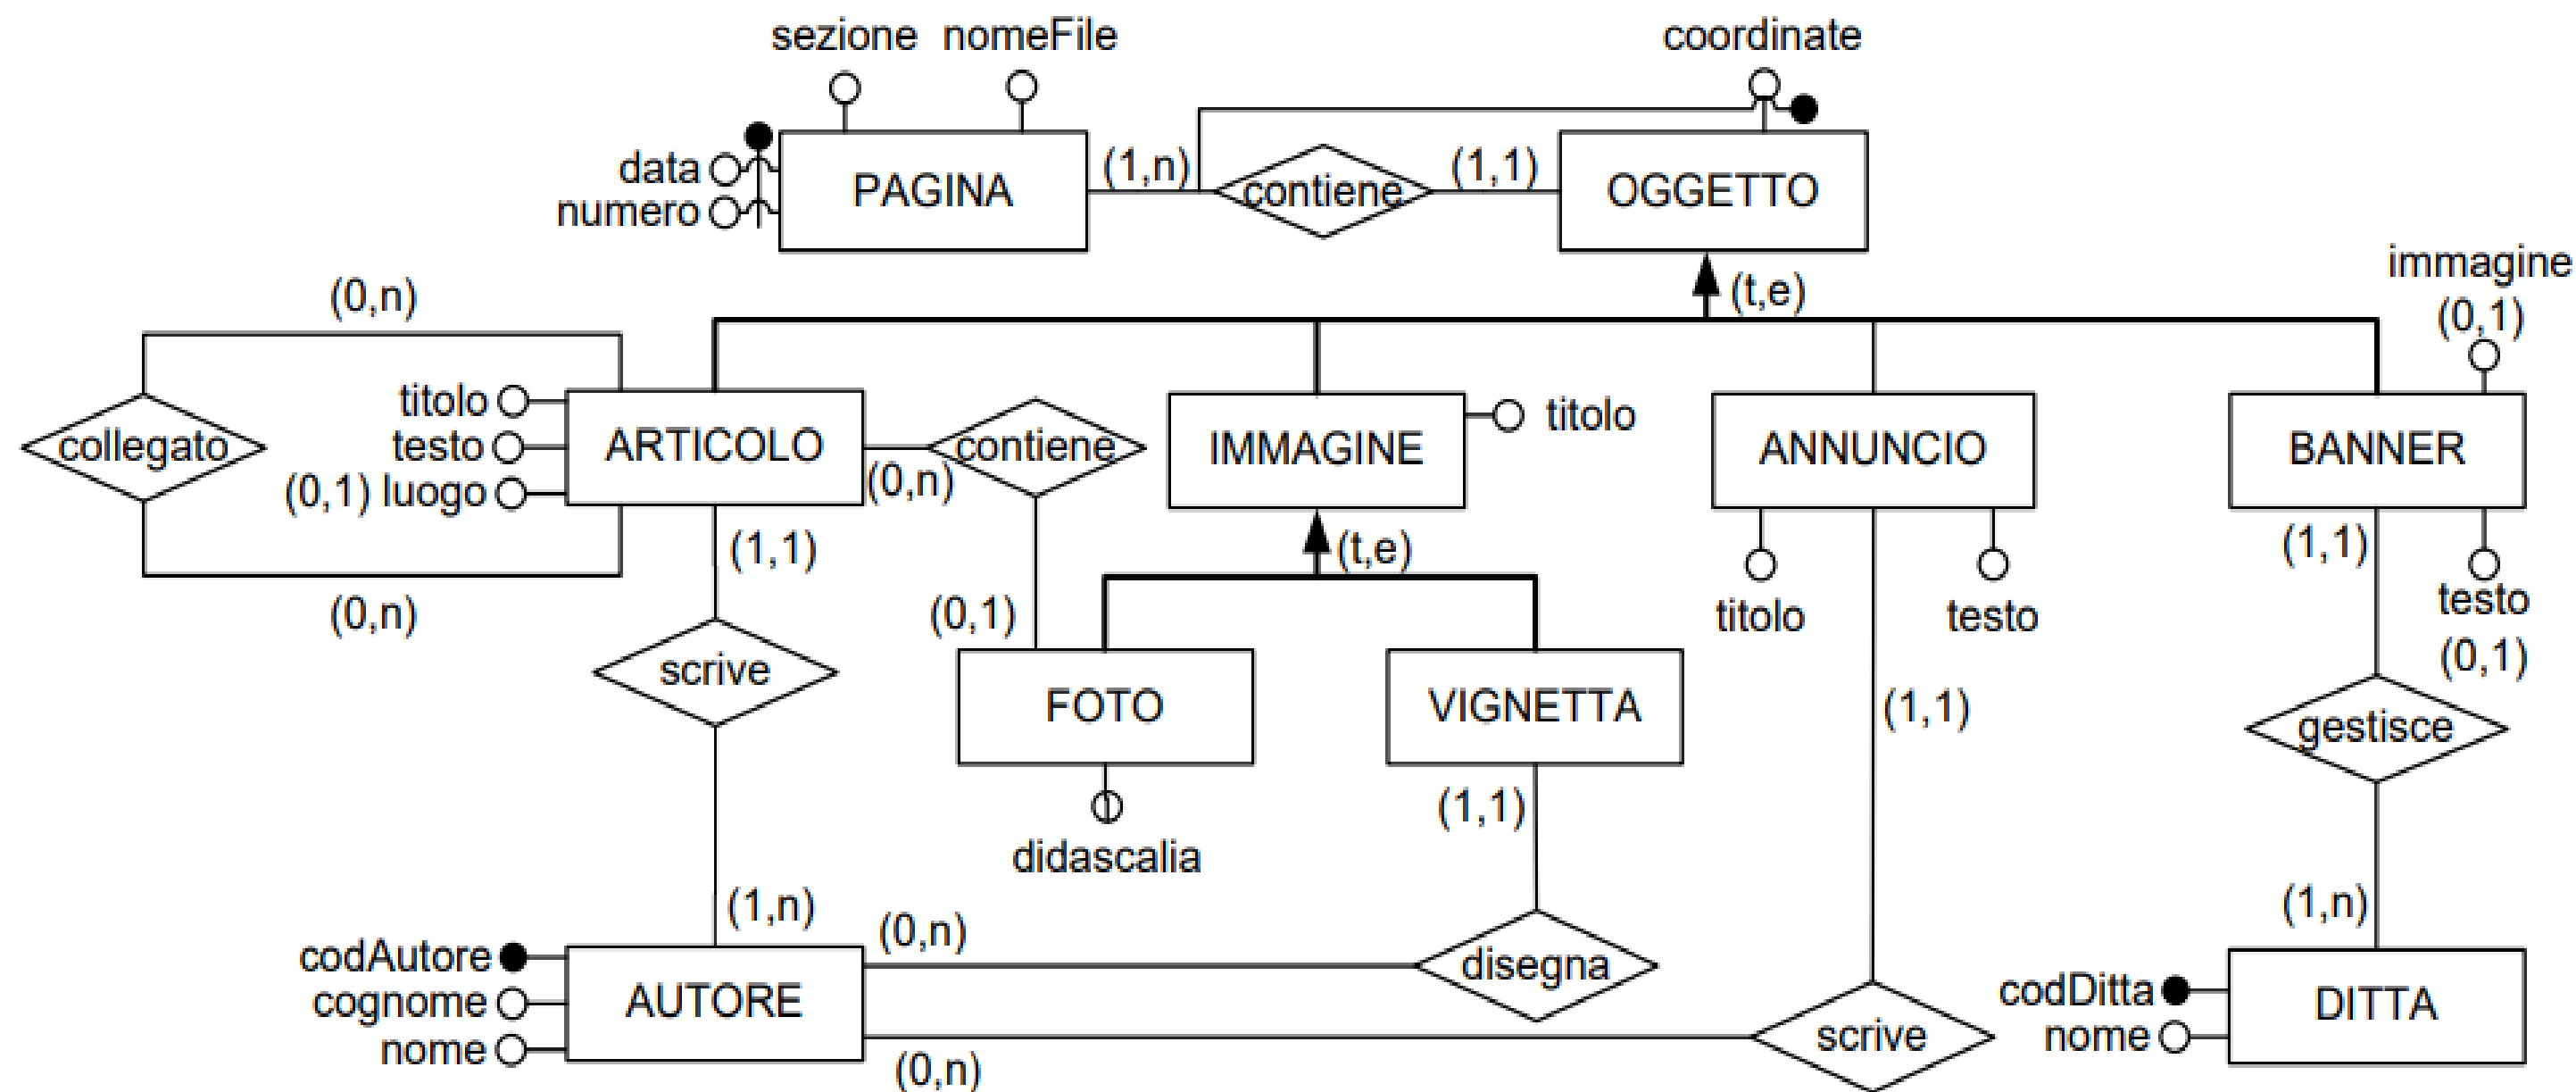 sezione nomeFile
coordinate
data
numero
PAGINA
(1,n)
contiene
(1,1)
OGGETTO
(t,e)
immagine
(0,1)
(0,n)
collegato
(0,n)
titolo
testo
(0,1) luogo
ARTICOLO
(0,n)
contiene
(0,1)
IMMAGINE
titolo
(t,e)
ANNUNCIO
titolo
testo
(1,1)
BANNER
testo
(0,1)
(1,1)
gestisce
(1,n)
(1,1)
scrive
(1,n)
FOTO
didascalia
VIGNETTA
(1,1)
disegna
(0,n)
codAutore
cognome
nome
AUTORE
(0,n)
scrive
codDitta
nome
DITTA